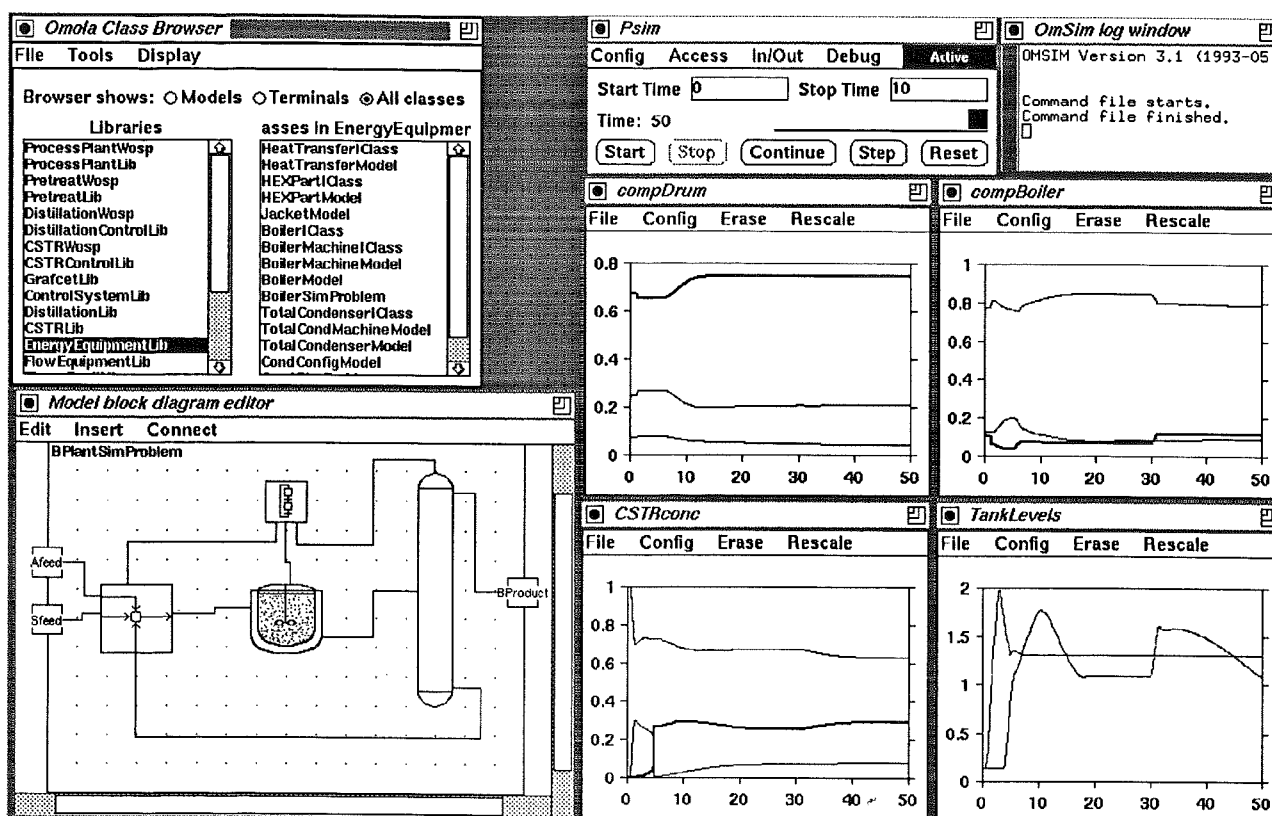 Omola Class Browser
File Tools Display
Browser shows: Models Terminals All classes
Libraries
ProcessPlantWosp
ProcessPlantLib
PretreatWosp
PretreatLib
DistillationWosp
DistillationControlLib
CSTRWosp
CSTRControlLib
GrafcetLib
ControlSystemLib
DistillationLib
CSTRLib
EnergyEquipmentLib
FlowEquipmentLib
asses in EnergyEquipmer
HeatTransferIClass
HeatTransferModel
HEXPartIClass
HEXPartModel
JacketModel
BoilerIClass
BoilerMachineIClass
BoilerMachineModel
BoilerModel
BoilerSimProblem
TotalCondenserIClass
TotalCondMachineModel
TotalCondenserModel
CondConfigModel
Psim
Config Access In/Out Debug Active
Start Time 0 Stop Time 10
Time: 50
Start Stop Continue Step Reset
OmSim log window
OMSIM Version 3.1 (1993-05
Command file starts.
Command file finished.
Model block diagram editor
Edit Insert Connect
BPlantSimProblem
Afeed
Sfeed
BProduct
compDrum
File Config Erase Rescale
0.8
0.6
0.4
0.2
0
0 10 20 30 40 50
compBoiler
File Config Erase Rescale
1
0.8
0.6
0.4
0.2
0
0 10 20 30 40 50
CSTRconc
File Config Erase Rescale
1
0.8
0.6
0.4
0.2
0
0 10 20 30 40 50
TankLevels
File Config Erase Rescale
2
1.5
1
0.5
0
0 10 20 30 40 50